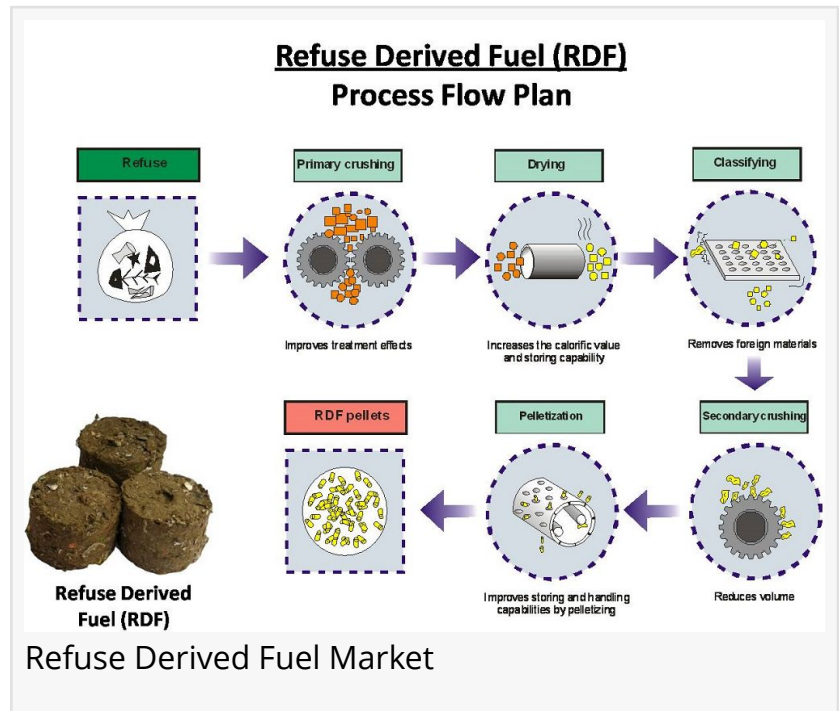 Refuse Derived Fuel (RDF)
Process Flow Plan
Refuse
Primary crushing
Improves treatment effects
Drying
Increases the calorific value
and storing capability
Classifying
Removes foreign materials
Secondary crushing
Reduces volume
Pelletization
Improves storing and handling
capabilities by pelletizing
RDF pellets
Refuse Derived
Fuel (RDF)
Refuse Derived Fuel Market